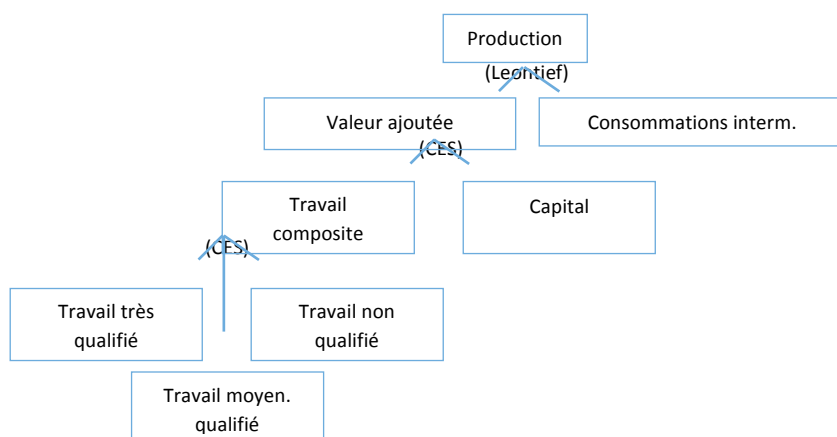 Production
(Leontief)
Valeur ajoutée
Consommations interm.
(CES)
Travail
composite
Capital
(CES)
Travail très
qualifié
Travail non
qualifié
Travail moyen.
qualifié